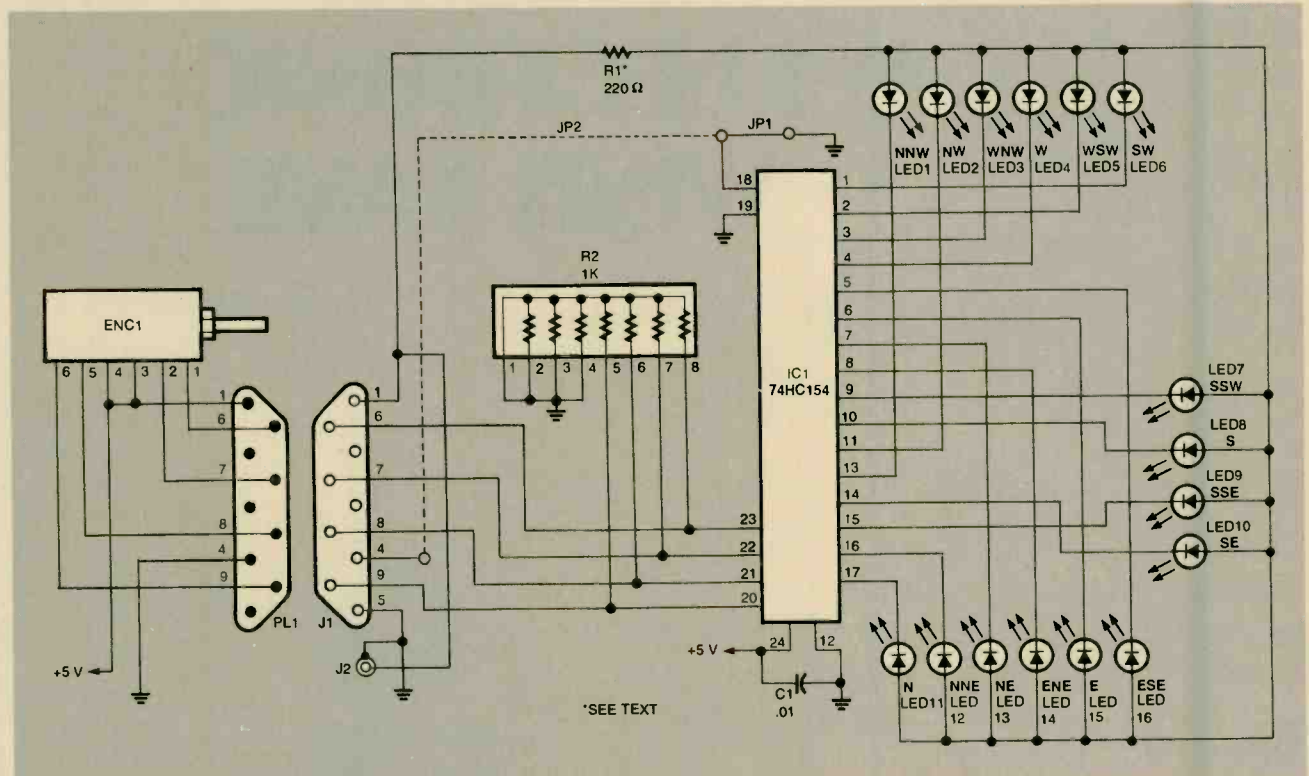 R1*
220 Ω
JP2
JP1
NNW
LED1
NW
LED2
WNW
LED3
W
LED4
WSW
LED5
SW
LED6
18
19
1
2
3
4
5
6
7
8
9
10
11
13
14
15
16
17
23
22
21
20
24
12
IC1
74HC154
R2
1K
1 2 3 4 5 6 7 8
ENC1
6 5 4 3 2 1
1
6
7
8
4
9
PL1
1
6
7
8
4
9
5
J1
J2
+5 V
+5 V
C1
.01
*SEE TEXT
LED7
SSW
LED8
S
LED9
SSE
LED10
SE
N
LED11
NNE
LED
12
NE
LED
13
ENE
LED
14
E
LED
15
ESE
LED
16